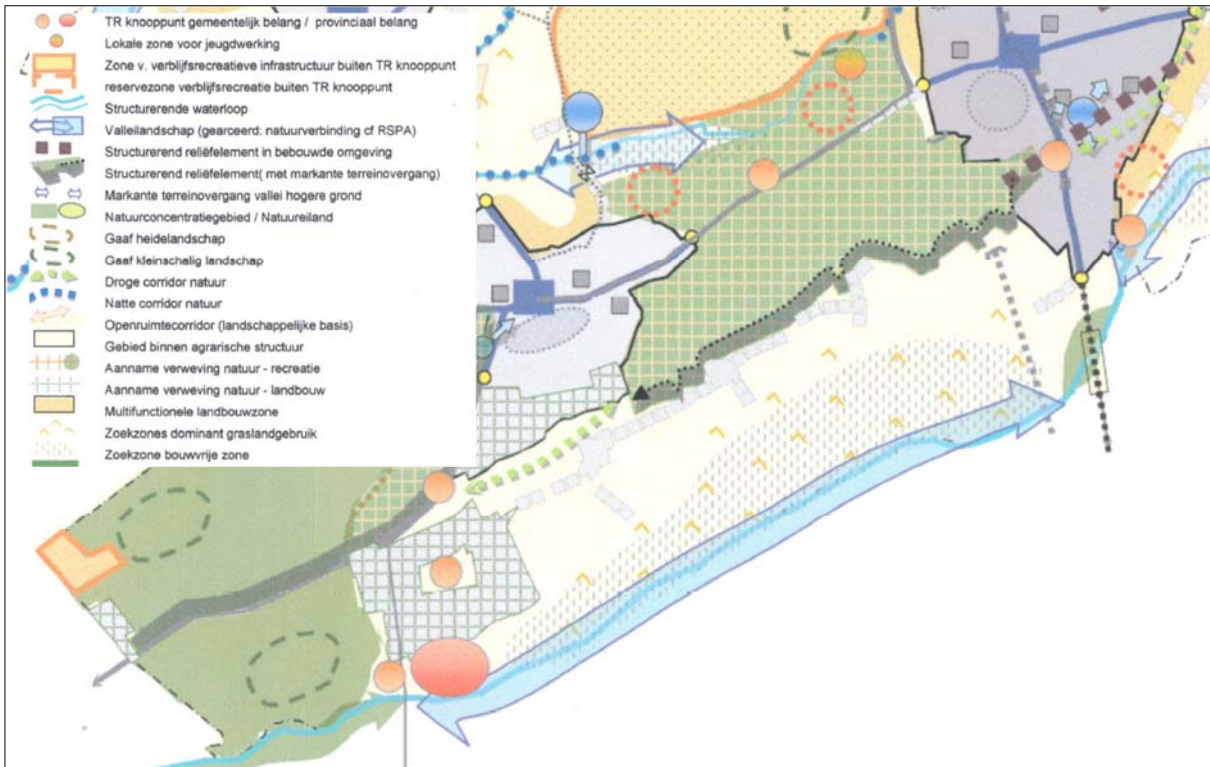 TR knooppunt gemeentelijk belang / provinciaal belang
Lokale zone voor jeugdwerking
Zone v. verblijfsrecreatieve infrastructuur buiten TR knooppunt
reservezone verblijfsrecreatie buiten TR knooppunt
Structurerende waterloop
Valleilandschap (gearceerd: natuurverbinding cf RSPA)
Structurerend reliëfelement in bebouwde omgeving
Structurerend reliëfelement( met markante terreinovergang)
Markante terreinovergang vallei hogere grond
Natuurconcentratiegebied / Natuureiland
Gaaf heidelandschap
Gaaf kleinschalig landschap
Droge corridor natuur
Natte corridor natuur
Openruimtecorridor (landschappelijke basis)
Gebied binnen agrarische structuur
Aanname verweving natuur - recreatie
Aanname verweving natuur - landbouw
Multifunctionele landbouwzone
Zoekzones dominant graslandgebruik
Zoekzone bouwvrije zone